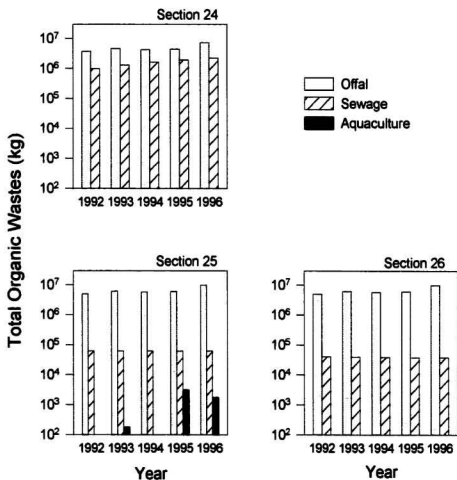 Section 24
10⁷
10⁶
10⁵
10⁴
10³
10²
1992 1993 1994 1995 1996
Offal
Sewage
Aquaculture
Total Organic Wastes (kg)
Section 25
10⁷
10⁶
10⁵
10⁴
10³
10²
1992 1993 1994 1995 1996
Year
Section 26
10⁷
10⁶
10⁵
10⁴
10³
10²
1992 1993 1994 1995 1996
Year